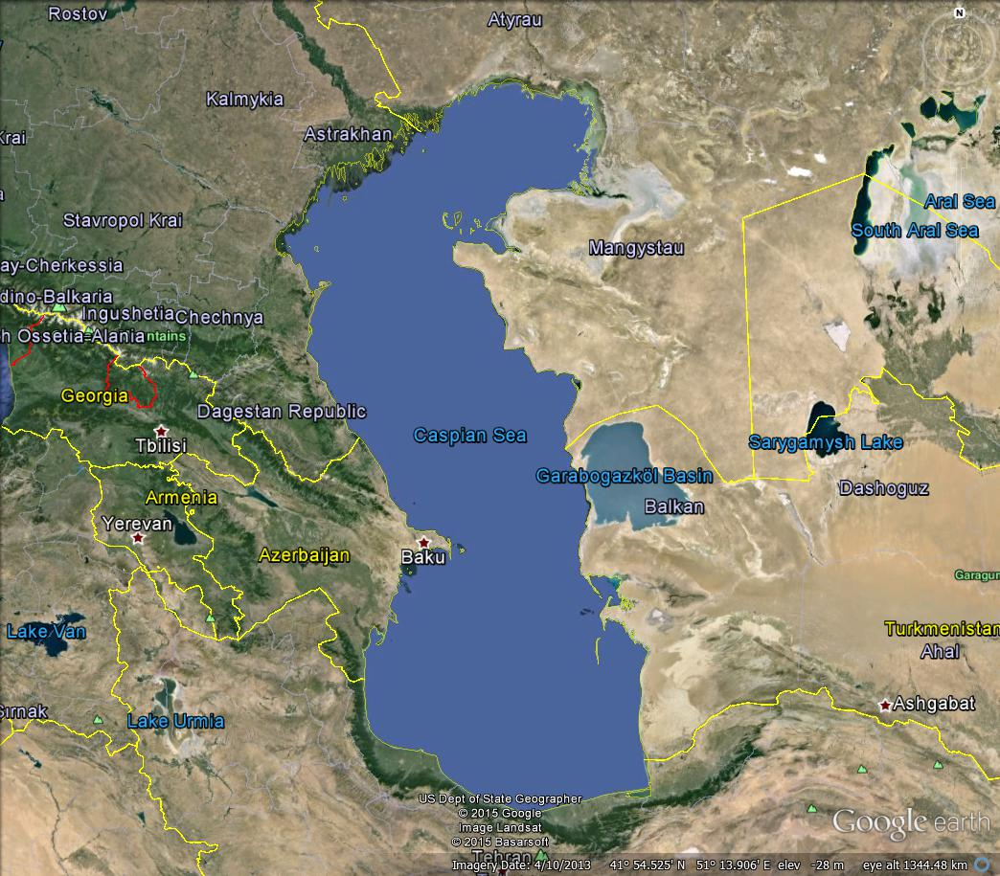 Rostov
Atyrau
N
Kalmykia
Astrakhan
Krai
Aral Sea
Stavropol Krai
South Aral Sea
Mangystau
ay-Cherkessia
dino-Balkaria
Ingushetia
Chechnya
h Ossetia-Alania
ntains
Georgia
Dagestan Republic
Caspian Sea
Tbilisi
Sarygamysh Lake
Garabogazköl Basin
Dashoguz
Armenia
Balkan
Yerevan
Azerbaijan
Baku
Garagum
Lake Van
Turkmenistan
Ahal
Şırnak
Lake Urmia
Ashgabat
US Dept of State Geographer
© 2015 Google
Image Landsat
© 2015 Basarsoft
Google earth
Tehran
Imagery Date: 4/10/2013 41° 54.525' N 51° 13.906' E elev -28 m eye alt 1344.48 km